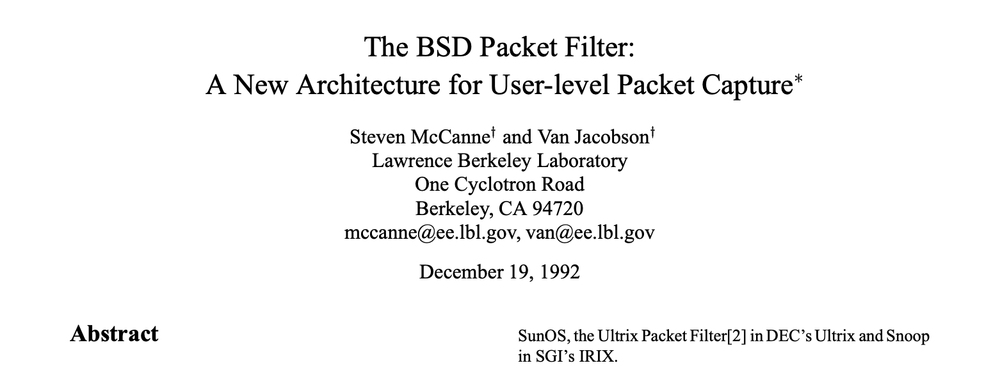 The BSD Packet Filter:
A New Architecture for User-level Packet Capture*
Steven McCanne† and Van Jacobson†
Lawrence Berkeley Laboratory
One Cyclotron Road
Berkeley, CA 94720
mccanne@ee.lbl.gov, van@ee.lbl.gov
December 19, 1992
Abstract
SunOS, the Ultrix Packet Filter[2] in DEC’s Ultrix and Snoop
in SGI’s IRIX.